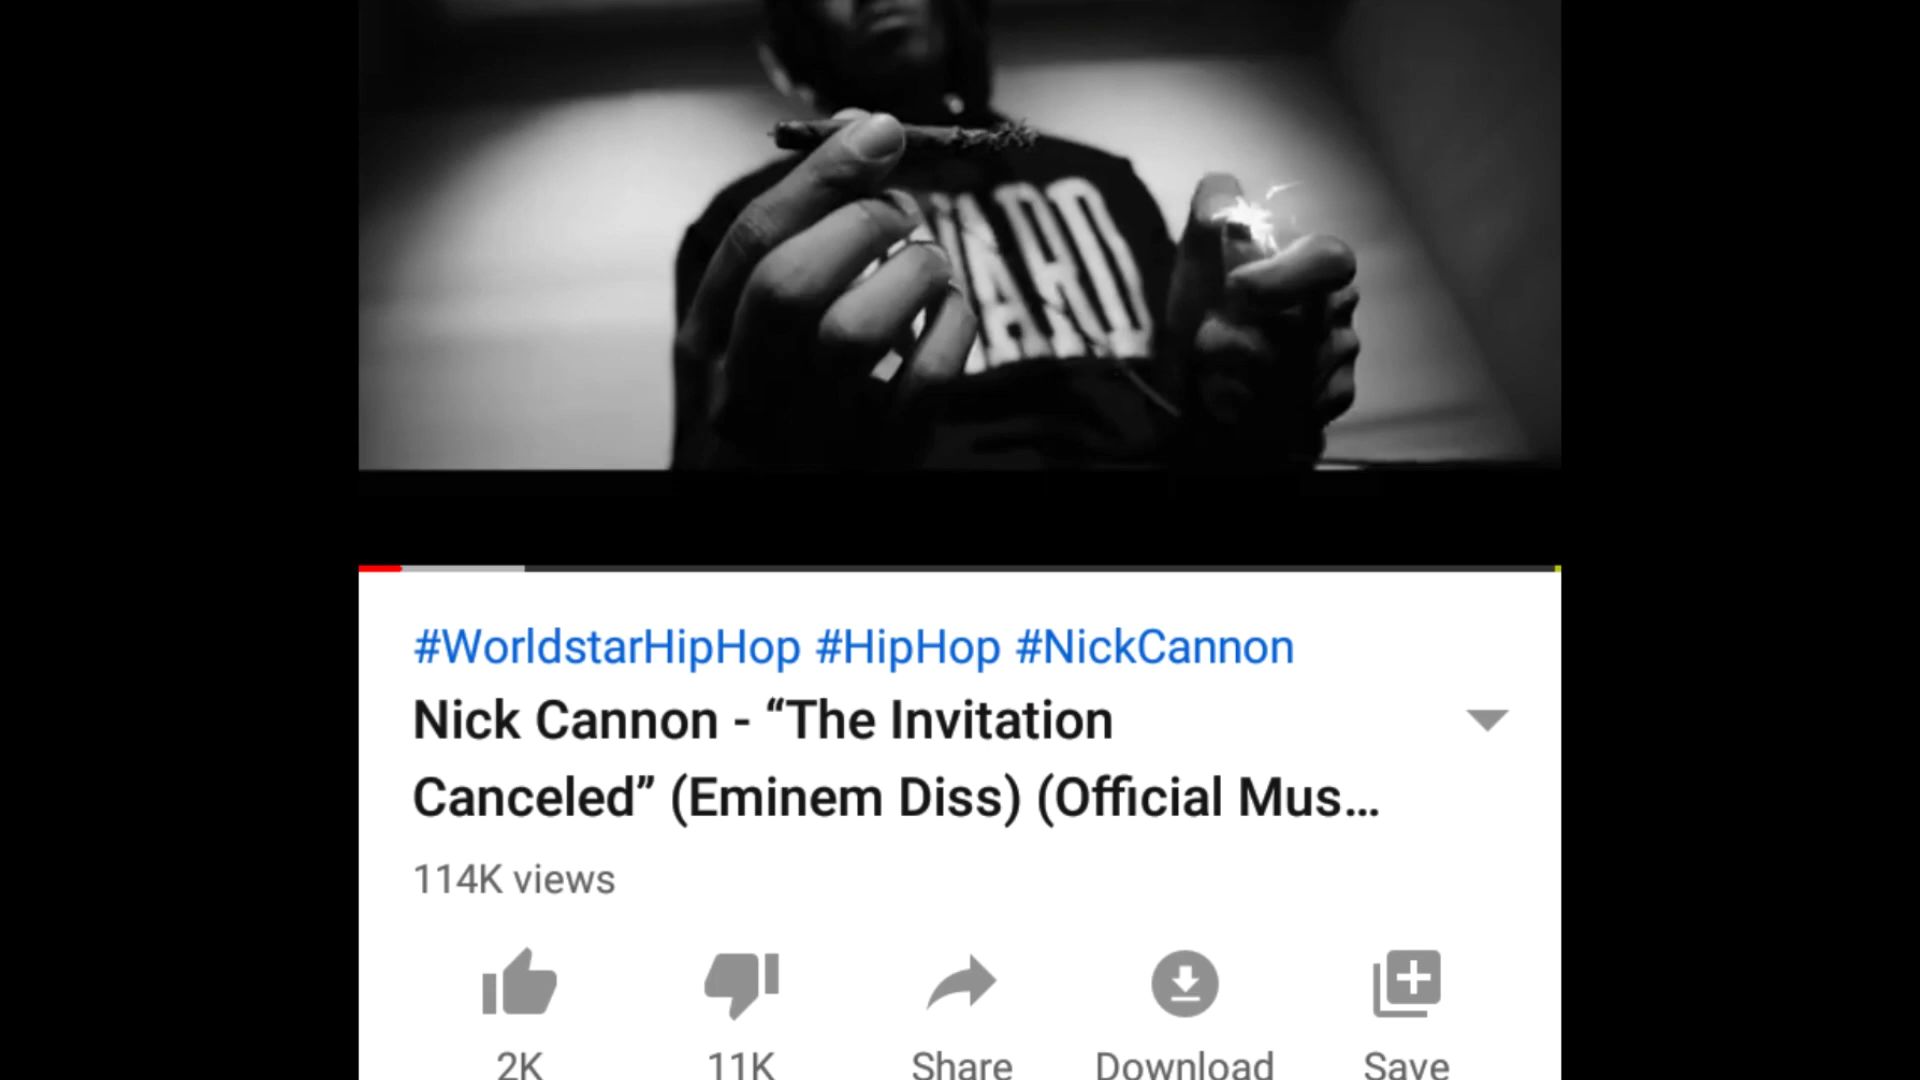 ARD
#WorldstarHipHop #HipHop #NickCannon
Nick Cannon - “The Invitation
Canceled” (Eminem Diss) (Official Mus...
114K views
2K 11K Share Download Save